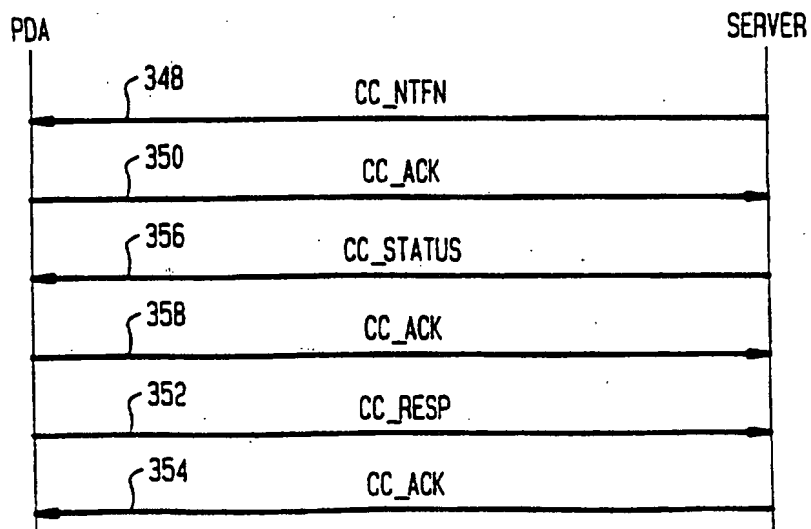 PDA
SERVER
348
CC_NTFN
350
CC_ACK
356
CC_STATUS
358
CC_ACK
352
CC_RESP
354
CC_ACK